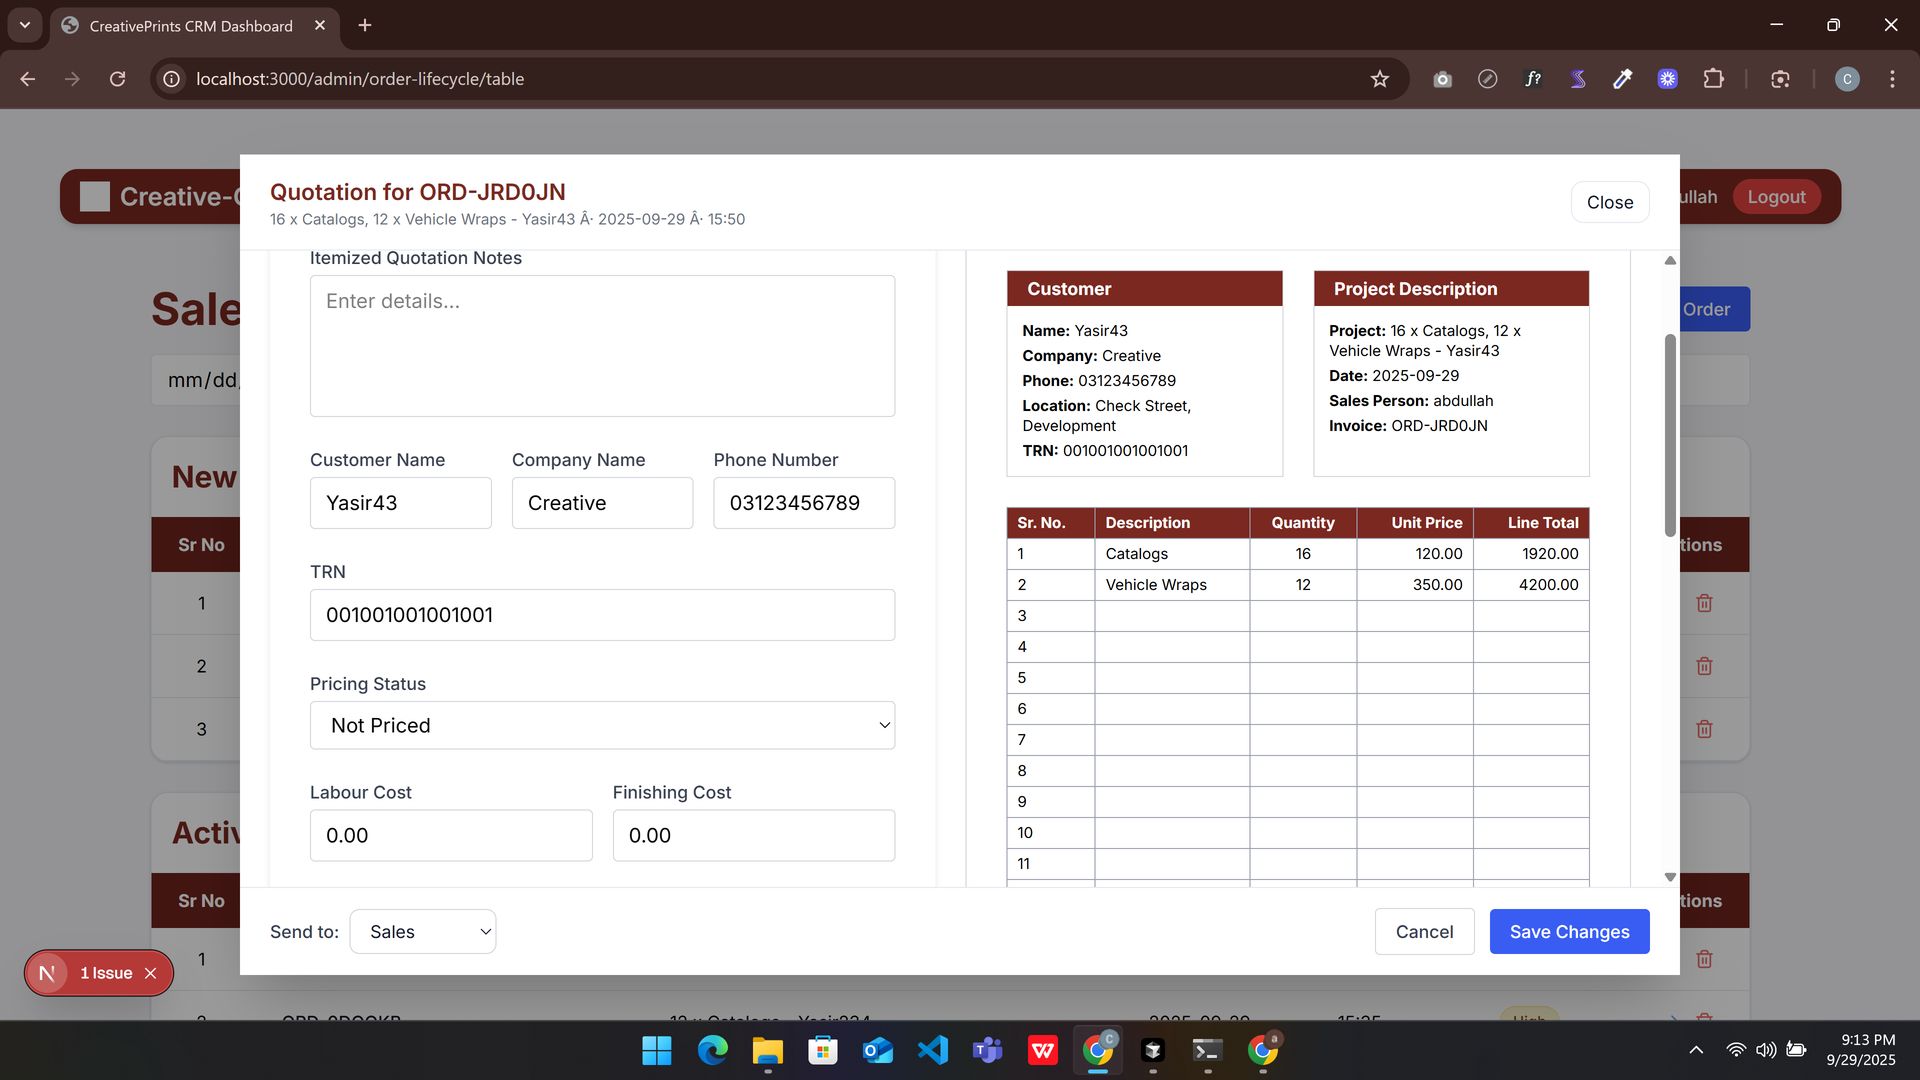 CreativePrints CRM Dashboard
localhost:3000/admin/order-lifecycle/table
f?
C
Creative-C
ullah
Logout
Quotation for ORD-JRD0JN
16 x Catalogs, 12 x Vehicle Wraps - Yasir43 Â· 2025-09-29 Â· 15:50
Close
Sale
Order
mm/dd/
Itemized Quotation Notes
Enter details...
Customer Name
Company Name
Phone Number
Yasir43
Creative
03123456789
TRN
001001001001001
Pricing Status
Not Priced
Labour Cost
Finishing Cost
0.00
0.00
Customer
Name: Yasir43
Company: Creative
Phone: 03123456789
Location: Check Street,
Development
TRN: 001001001001001
Project Description
Project: 16 x Catalogs, 12 x
Vehicle Wraps - Yasir43
Date: 2025-09-29
Sales Person: abdullah
Invoice: ORD-JRD0JN
Sr. No. Description Quantity Unit Price Line Total
1 Catalogs 16 120.00 1920.00
2 Vehicle Wraps 12 350.00 4200.00
3
4
5
6
7
8
9
10
11
New
Sr No
tions
1
2
3
Activ
Sr No
tions
1
Send to:
Sales
Cancel
Save Changes
N
1 Issue
15:35
High
9:13 PM
9/29/2025